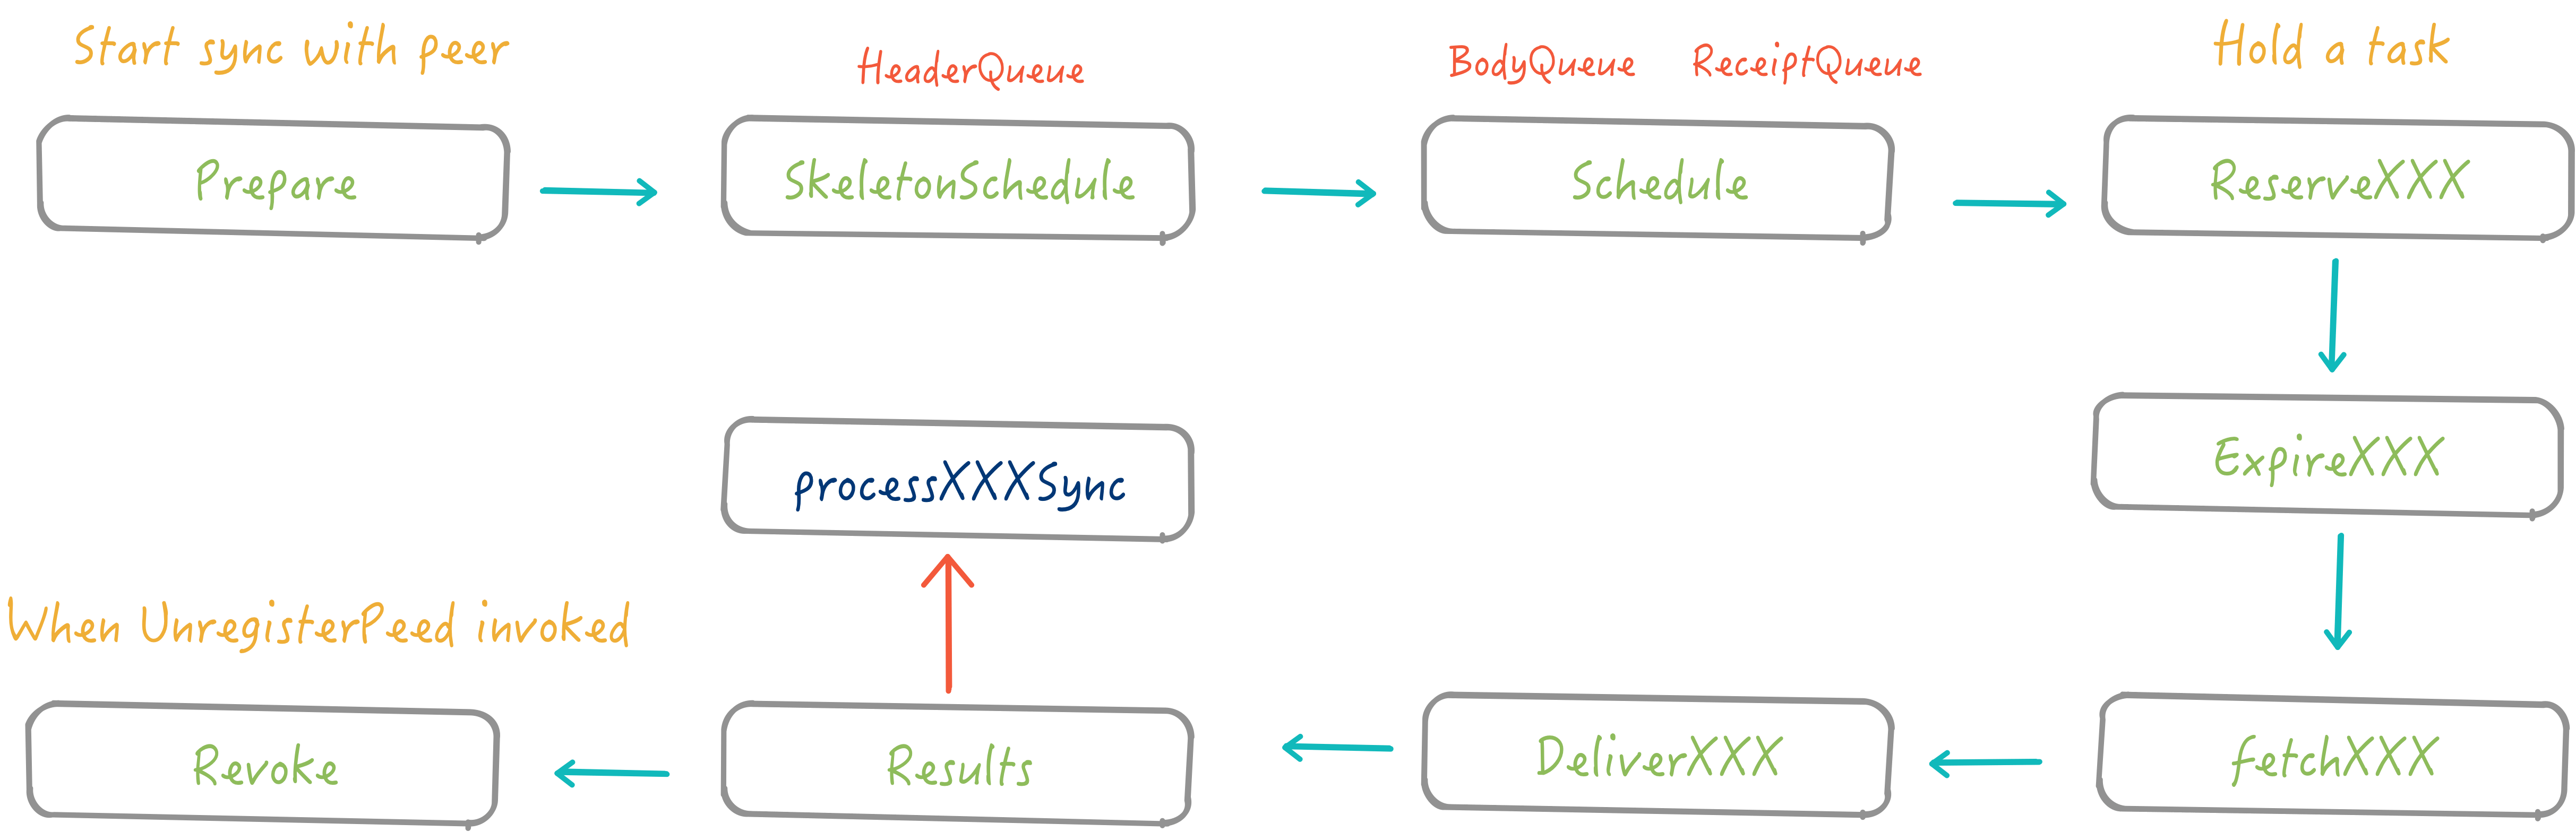 Start sync with peer
HeaderQueue
BodyQueue ReceiptQueue
Hold a task
Prepare
SkeletonSchedule
Schedule
ReserveXXX
ExpireXXX
processXXXSync
When UnregisterPeed invoked
fetchXXX
DeliverXXX
Results
Revoke